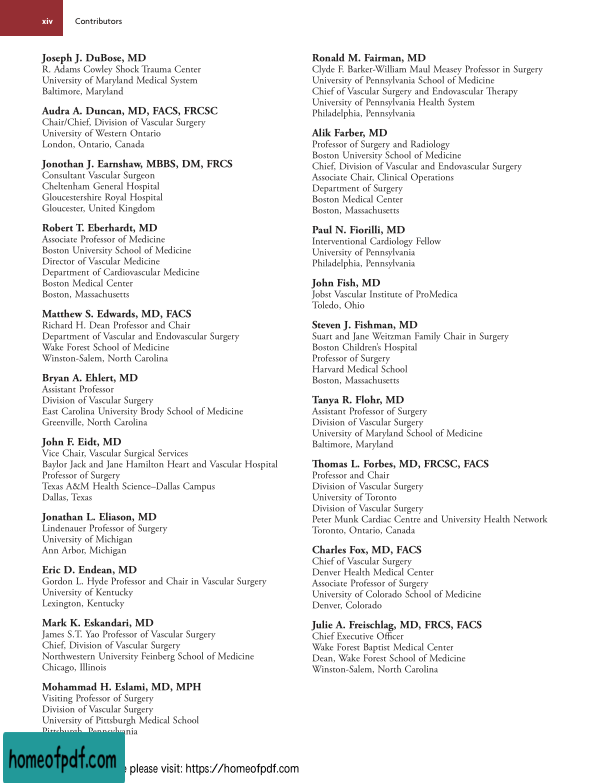 xiv Contributors
Joseph J. DuBose, MD
R. Adams Cowley Shock Trauma Center
University of Maryland Medical System
Baltimore, Maryland
Audra A. Duncan, MD, FACS, FRCSC
Chair/Chief, Division of Vascular Surgery
University of Western Ontario
London, Ontario, Canada
Jonothan J. Earnshaw, MBBS, DM, FRCS
Consultant Vascular Surgeon
Cheltenham General Hospital
Gloucestershire Royal Hospital
Gloucester, United Kingdom
Robert T. Eberhardt, MD
Associate Professor of Medicine
Boston University School of Medicine
Director of Vascular Medicine
Department of Cardiovascular Medicine
Boston Medical Center
Boston, Massachusetts
Matthew S. Edwards, MD, FACS
Richard H. Dean Professor and Chair
Department of Vascular and Endovascular Surgery
Wake Forest School of Medicine
Winston-Salem, North Carolina
Bryan A. Ehlert, MD
Assistant Professor
Division of Vascular Surgery
East Carolina University Brody School of Medicine
Greenville, North Carolina
John F. Eidt, MD
Vice Chair, Vascular Surgical Services
Baylor Jack and Jane Hamilton Heart and Vascular Hospital
Professor of Surgery
Texas A&M Health Science–Dallas Campus
Dallas, Texas
Jonathan L. Eliason, MD
Lindenauer Professor of Surgery
University of Michigan
Ann Arbor, Michigan
Eric D. Endean, MD
Gordon L. Hyde Professor and Chair in Vascular Surgery
University of Kentucky
Lexington, Kentucky
Mark K. Eskandari, MD
James S.T. Yao Professor of Vascular Surgery
Chief, Division of Vascular Surgery
Northwestern University Feinberg School of Medicine
Chicago, Illinois
Mohammad H. Eslami, MD, MPH
Visiting Professor of Surgery
Division of Vascular Surgery
University of Pittsburgh Medical School
Pittsburgh, Pennsylvania
Ronald M. Fairman, MD
Clyde F. Barker-William Maul Measey Professor in Surgery
University of Pennsylvania School of Medicine
Chief of Vascular Surgery and Endovascular Therapy
University of Pennsylvania Health System
Philadelphia, Pennsylvania
Alik Farber, MD
Professor of Surgery and Radiology
Boston University School of Medicine
Chief, Division of Vascular and Endovascular Surgery
Associate Chair, Clinical Operations
Department of Surgery
Boston Medical Center
Boston, Massachusetts
Paul N. Fiorilli, MD
Interventional Cardiology Fellow
University of Pennsylvania
Philadelphia, Pennsylvania
John Fish, MD
Jobst Vascular Institute of ProMedica
Toledo, Ohio
Steven J. Fishman, MD
Suart and Jane Weitzman Family Chair in Surgery
Boston Children's Hospital
Professor of Surgery
Harvard Medical School
Boston, Massachusetts
Tanya R. Flohr, MD
Assistant Professor of Surgery
Division of Vascular Surgery
University of Maryland School of Medicine
Baltimore, Maryland
Thomas L. Forbes, MD, FRCSC, FACS
Professor and Chair
Division of Vascular Surgery
University of Toronto
Division of Vascular Surgery
Peter Munk Cardiac Centre and University Health Network
Toronto, Ontario, Canada
Charles Fox, MD, FACS
Chief of Vascular Surgery
Denver Health Medical Center
Associate Professor of Surgery
University of Colorado School of Medicine
Denver, Colorado
Julie A. Freischlag, MD, FRCS, FACS
Chief Executive Officer
Wake Forest Baptist Medical Center
Dean, Wake Forest School of Medicine
Winston-Salem, North Carolina
homeofpdf.com
please visit: https://homeofpdf.com